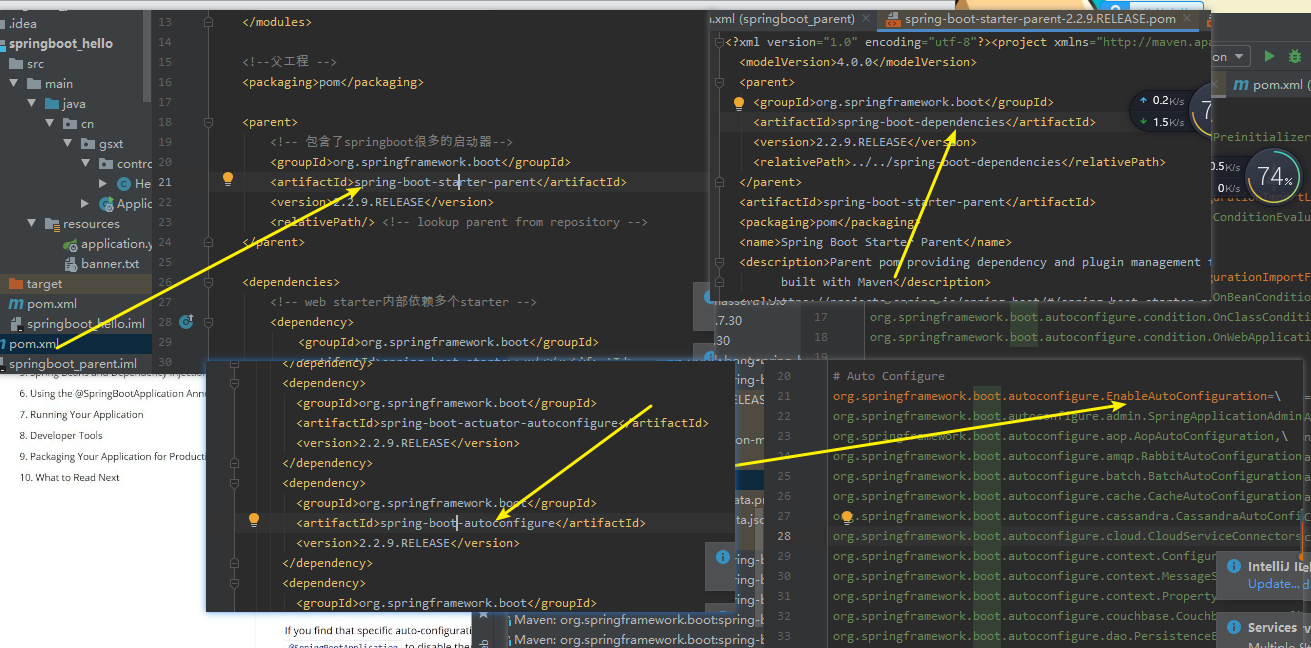 .idea
springboot_hello
src
main
java
cn
gsxt
contro
He
Applic
resources
application.y
banner.txt
target
pom.xml
springboot_hello.iml
pom.xml
springboot_parent.iml
13 </modules>
14
15 <!--父工程 -->
16 <packaging>pom</packaging>
17
18 <parent>
19 <!-- 包含了springboot很多的启动器-->
20 <groupId>org.springframework.boot</groupId>
21 <artifactId>spring-boot-starter-parent</artifactId>
22 <version>2.2.9.RELEASE</version>
23 <relativePath/> <!-- lookup parent from repository -->
24 </parent>
25
26 <dependencies>
27 <!-- web starter内部依赖多个starter -->
28 <dependency>
29 <groupId>org.springframework.boot</groupId>
30
.xml (springboot_parent)
spring-boot-starter-parent-2.2.9.RELEASE.pom
<?xml version="1.0" encoding="utf-8"?><project xmlns="http://maven.apa
<modelVersion>4.0.0</modelVersion>
<parent>
<groupId>org.springframework.boot</groupId>
<artifactId>spring-boot-dependencies</artifactId>
<version>2.2.9.RELEASE</version>
<relativePath>../../spring-boot-dependencies</relativePath>
</parent>
<artifactId>spring-boot-starter-parent</artifactId>
<packaging>pom</packaging>
<name>Spring Boot Starter Parent</name>
<description>Parent pom providing dependency and plugin management f
built with Maven</description>
on
pom.xml (
0.2K/s
1.5K/s
7
Preinitializer
0.5K/s
0K/s
74%
ConditionEvalu
gurationImportF
OnBeanCondition
.7.30
17 org.springframework.boot.autoconfigure.condition.OnClassConditi
.30
18 org.springframework.boot.autoconfigure.condition.OnWebApplicati
19
6. Using the @SpringBootApplication Anno
7. Running Your Application
8. Developer Tools
9. Packaging Your Application for Producti
10. What to Read Next
</dependency>
<dependency>
<groupId>org.springframework.boot</groupId>
<artifactId>spring-boot-actuator-autoconfigure</artifactId>
<version>2.2.9.RELEASE</version>
</dependency>
<dependency>
<groupId>org.springframework.boot</groupId>
<artifactId>spring-boot-autoconfigure</artifactId>
<version>2.2.9.RELEASE</version>
</dependency>
<dependency>
<groupId>org.springframework.boot</groupId>
20 # Auto Configure
21 org.springframework.boot.autoconfigure.EnableAutoConfiguration=\
22 org.springframework.boot.autoconfigure.admin.SpringApplicationAdmin
23 org.springframework.boot.autoconfigure.aop.AopAutoConfiguration,\
24 org.springframework.boot.autoconfigure.amqp.RabbitAutoConfiguration
25 org.springframework.boot.autoconfigure.batch.BatchAutoConfiguration
26 org.springframework.boot.autoconfigure.cache.CacheAutoConfiguration
27 org.springframework.boot.autoconfigure.cassandra.CassandraAutoConfi
28 org.springframework.boot.autoconfigure.cloud.CloudServiceConnectors
29 org.springframework.boot.autoconfigure.context.Configur
30 org.springframework.boot.autoconfigure.context.MessageS
31 org.springframework.boot.autoconfigure.context.Property
32 org.springframework.boot.autoconfigure.couchbase.Couchb
33 org.springframework.boot.autoconfigure.dao.PersistenceE
IntelliJ IDE
Update...
Services
If you find that specific auto-configurati
@SpringBootApplication to disable the
Maven: org.springframework.boot:spring-b
Maven: org.springframework.boot:spring-b